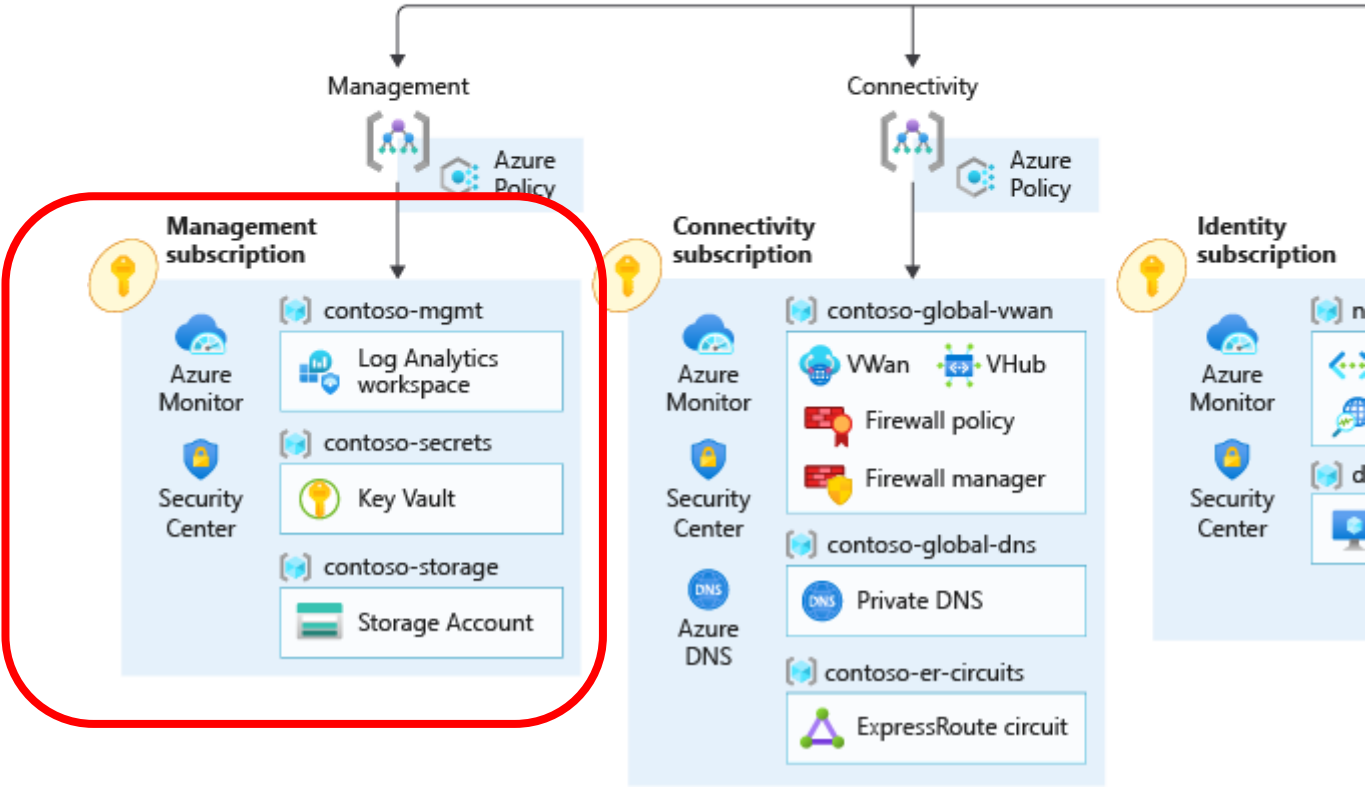 Management
Azure
Policy
Management
subscription
Azure
Monitor
Security
Center
contoso-mgmt
Log Analytics
workspace
contoso-secrets
Key Vault
contoso-storage
Storage Account
Connectivity
Azure
Policy
Connectivity
subscription
Azure
Monitor
Security
Center
DNS
Azure
DNS
contoso-global-vwan
VWan
VHub
Firewall policy
Firewall manager
contoso-global-dns
DNS
Private DNS
contoso-er-circuits
ExpressRoute circuit
Identity
subscription
Azure
Monitor
Security
Center
n
d